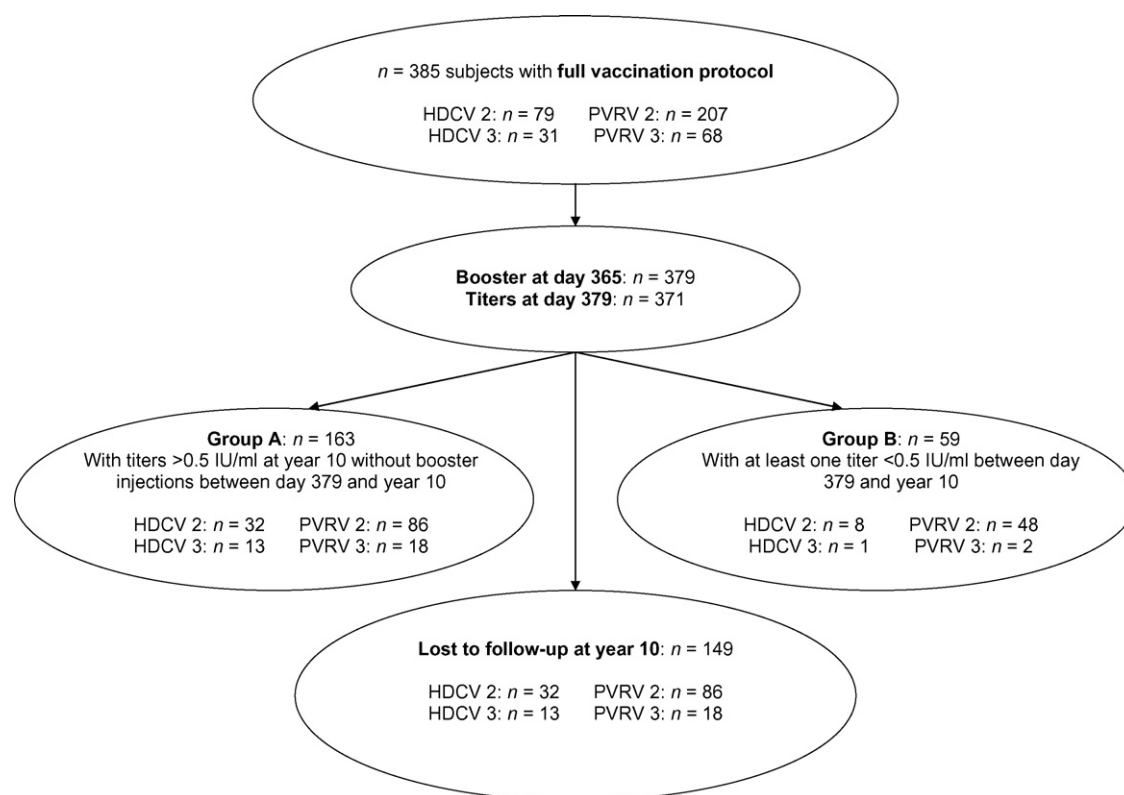 n = 385 subjects with full vaccination protocol
HDCV 2: n = 79 PVRV 2: n = 207
HDCV 3: n = 31 PVRV 3: n = 68
Booster at day 365: n = 379
Titers at day 379: n = 371
Group A: n = 163
With titers >0.5 IU/ml at year 10 without booster
injections between day 379 and year 10
HDCV 2: n = 32 PVRV 2: n = 86
HDCV 3: n = 13 PVRV 3: n = 18
Group B: n = 59
With at least one titer <0.5 IU/ml between day
379 and year 10
HDCV 2: n = 8 PVRV 2: n = 48
HDCV 3: n = 1 PVRV 3: n = 2
Lost to follow-up at year 10: n = 149
HDCV 2: n = 32 PVRV 2: n = 86
HDCV 3: n = 13 PVRV 3: n = 18